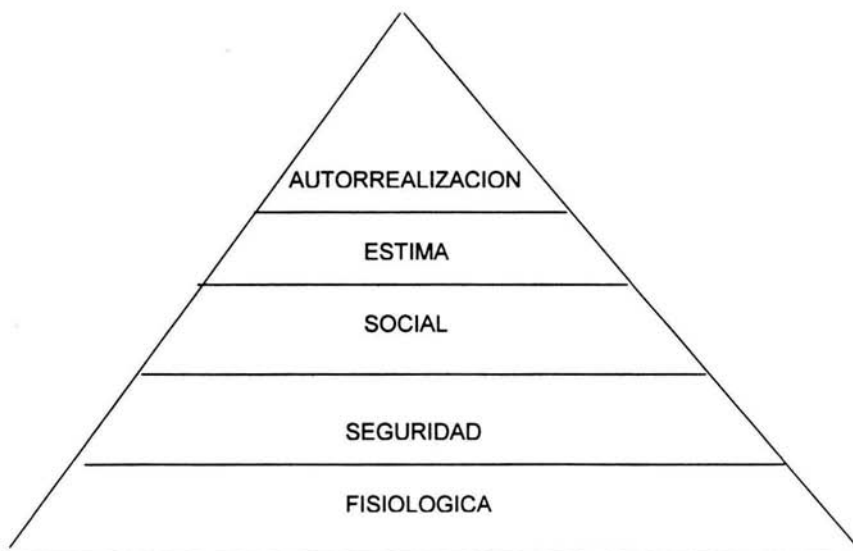 AUTORREALIZACION
ESTIMA
SOCIAL
SEGURIDAD
FISIOLOGICA